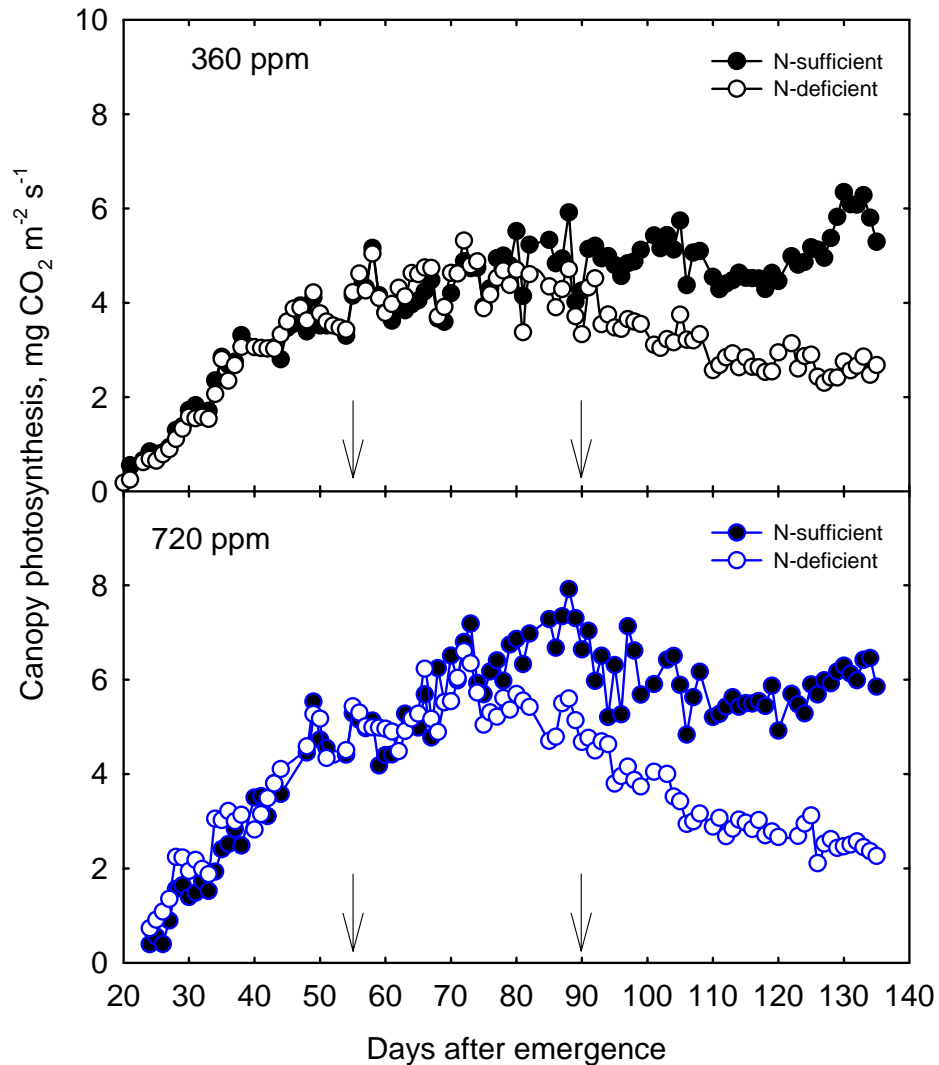 10
360 ppm
N-sufficient
N-deficient
8
6
4
2
0
Canopy photosynthesis, mg CO2 m-2 s-1
720 ppm
N-sufficient
N-deficient
8
6
4
2
0
20 30 40 50 60 70 80 90 100 110 120 130 140
Days after emergence